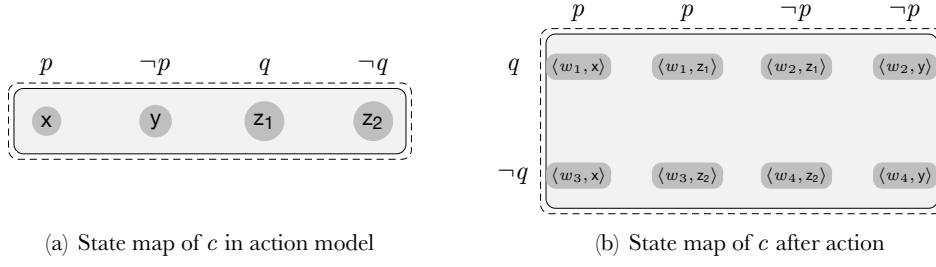 p p ¬p ¬p
p ¬p q ¬q
x y z₁ z₂
q ⟨w₁, x⟩ ⟨w₁, z₁⟩ ⟨w₂, z₁⟩ ⟨w₂, y⟩
¬q ⟨w₃, x⟩ ⟨w₃, z₂⟩ ⟨w₄, z₂⟩ ⟨w₄, y⟩
(a) State map of c in action model
(b) State map of c after action